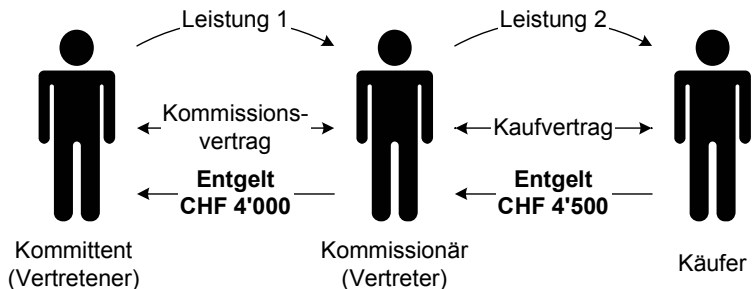 Leistung 1
Leistung 2
Kommissions-
vertrag
Kaufvertrag
Entgelt
CHF 4'000
Entgelt
CHF 4'500
Kommittent
(Vertretener)
Kommissionär
(Vertreter)
Käufer